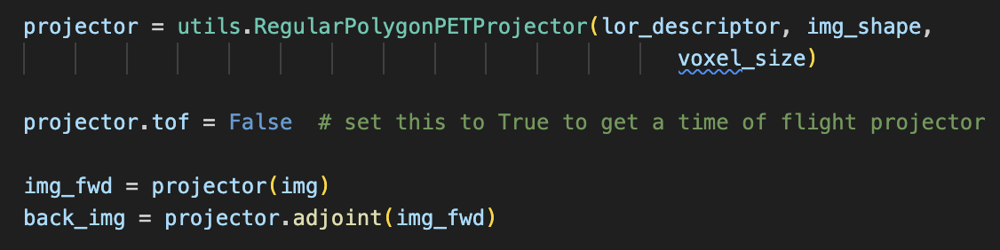 projector = utils.RegularPolygonPETProjector(lor_descriptor, img_shape,
voxel_size)
projector.tof = False  # set this to True to get a time of flight projector
img_fwd = projector(img)
back_img = projector.adjoint(img_fwd)